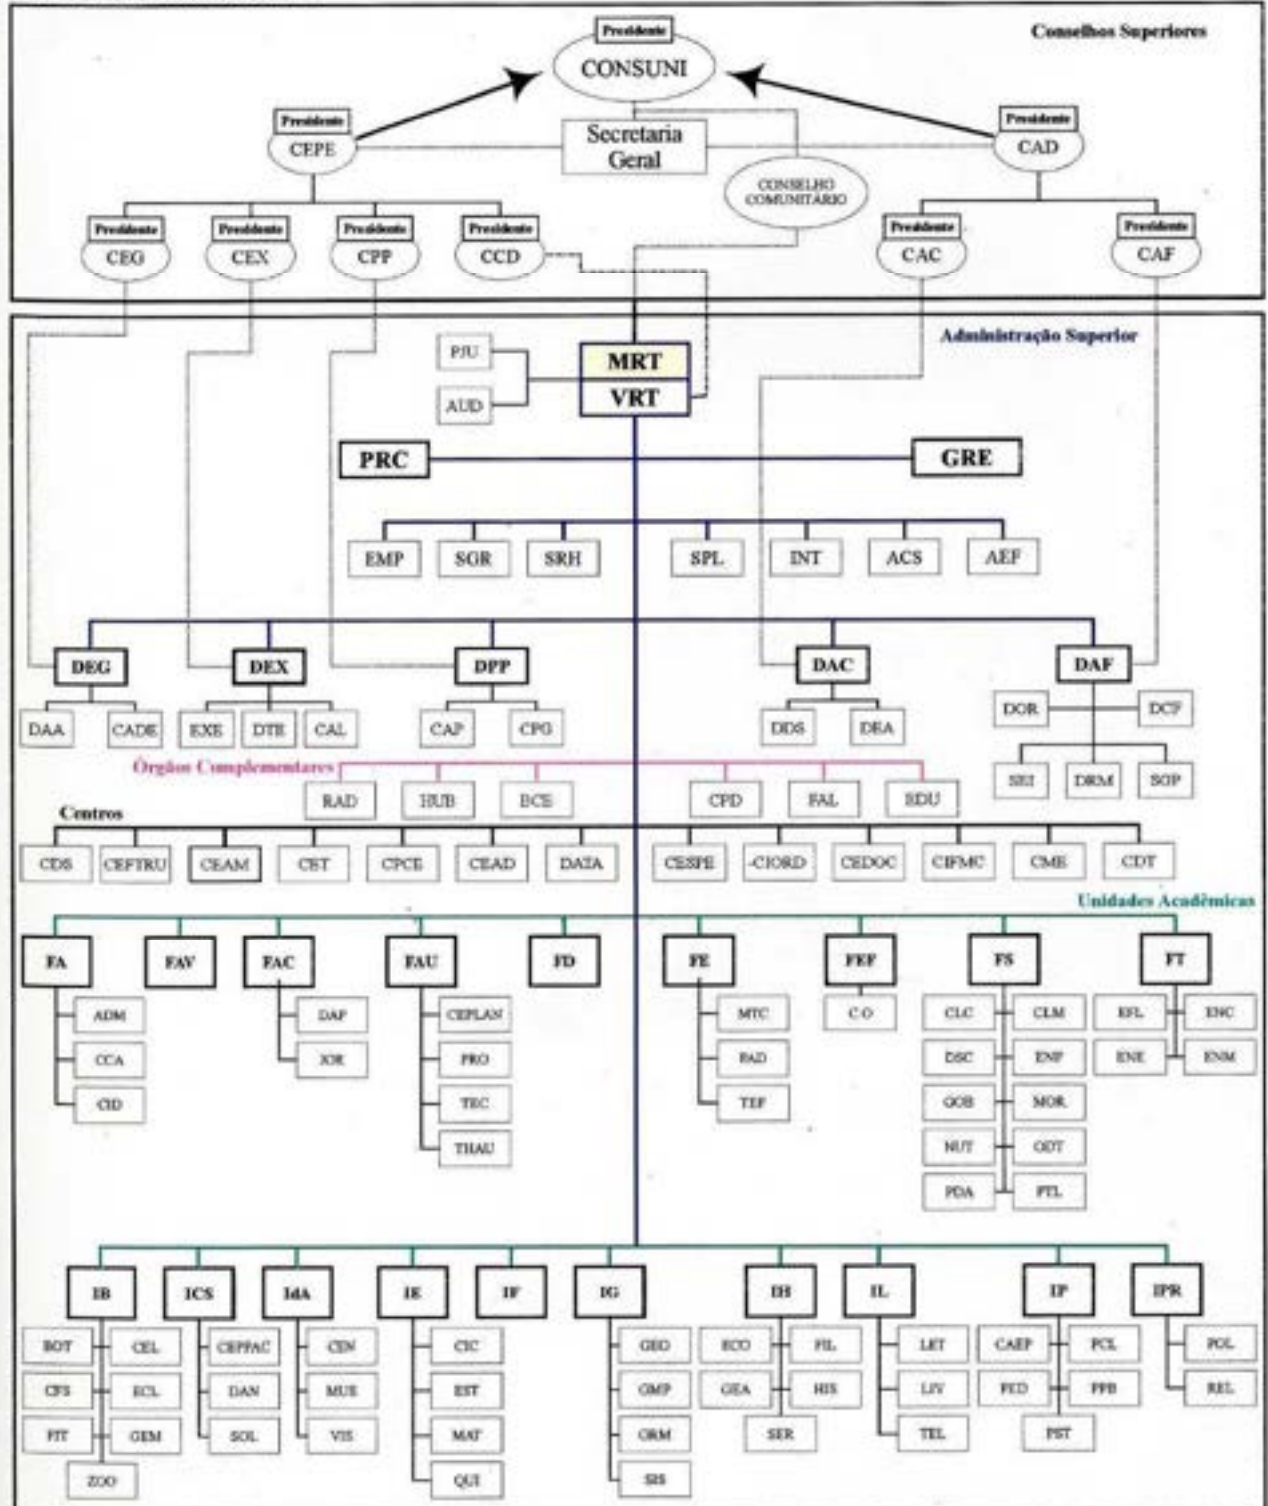 Presidente
Conselhos Superiores
CONSUNI
Presidente
CEPE
Secretaria
Geral
Presidente
CAD
CONSELHO
COMUNITÁRIO
Presidente
CEG
Presidente
CEX
Presidente
CPP
Presidente
CCD
Presidente
CAC
Presidente
CAF
Administração Superior
PJU
MRT
VRT
AUD
PRC
GRE
EMP
SGR
SRH
SPL
INT
ACS
AEF
DEG
DEX
DPP
DAC
DAF
DAA
CADE
EXE
DTE
CAL
CAP
CPG
DDS
DEA
DOR
DCF
SEI
DRM
SGP
Órgãos Complementares
RAD
HUB
BCE
CPD
FAL
EDU
Centros
CDS
CEFTRU
CEAM
CET
CPCE
CEAD
DATA
CESPE
-CIORD
CEDOC
CIFMC
CME
CDT
Unidades Acadêmicas
FA
FAV
FAC
FAU
FD
FE
FEF
FS
FT
ADM
CCA
CID
DAP
JOR
CEPLAN
PRO
TEC
THAU
MTC
PAD
TEF
C O
CLC
CLM
DSC
ENF
GOB
MOR
NUT
ODT
PDA
PTL
EFL
ENC
ENE
ENM
IB
ICS
IdA
IE
IF
IG
IH
IL
IP
IPR
BOT
CEL
CFS
ECL
FIT
GEM
ZOO
CEPPAC
DAN
SOL
CEN
MUS
VIS
CIC
EST
MAT
QUI
GEO
GMP
GRM
SIS
ECO
FIL
GEA
HIS
SER
LET
LIV
TEL
CAEP
PCL
PED
PPB
PST
POL
REL